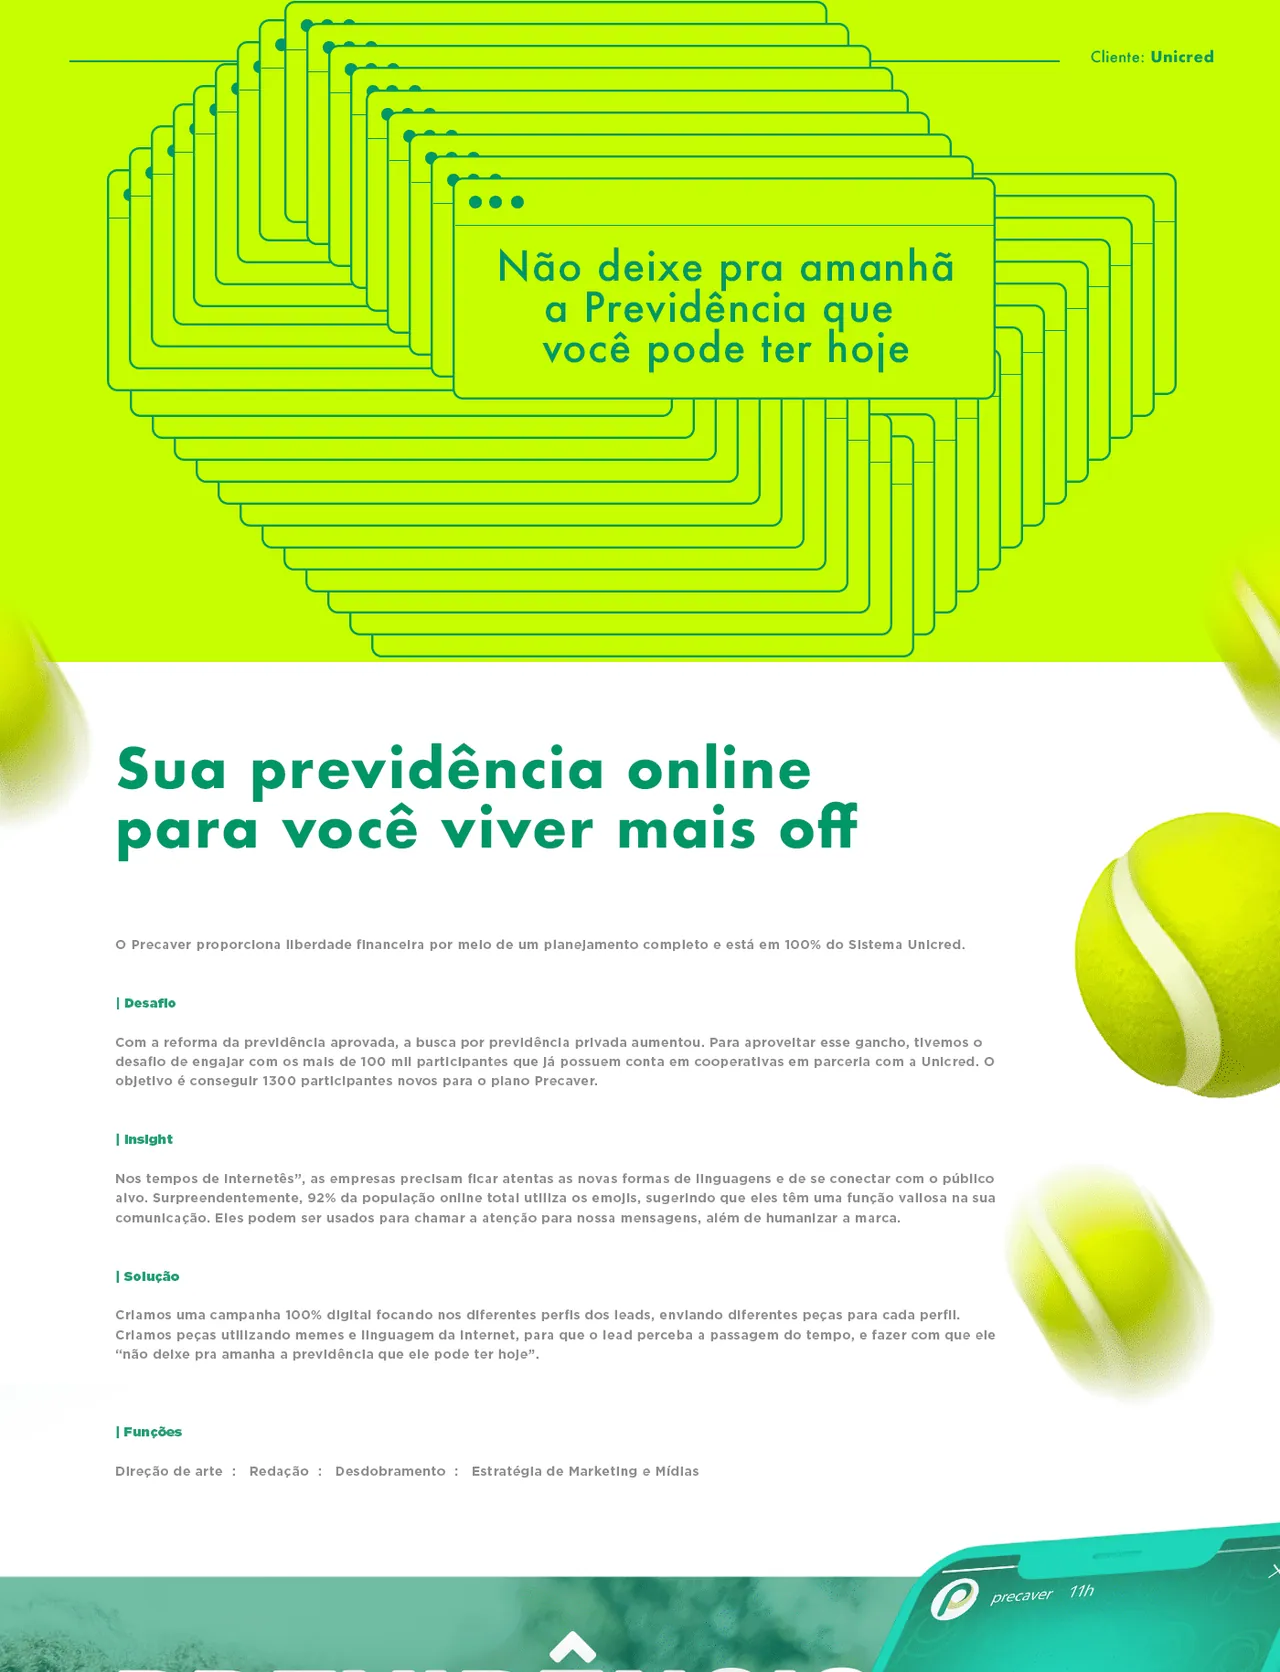 Cliente: Unicred
Não deixe pra amanhã
a Previdência que
você pode ter hoje
Sua previdência online
para você viver mais off
O Precaver proporciona liberdade financeira por meio de um planejamento completo e está em 100% do Sistema Unicred.
| Desafio
Com a reforma da previdência aprovada, a busca por previdência privada aumentou. Para aproveitar esse gancho, tivemos o
desafio de engajar com os mais de 100 mil participantes que já possuem conta em cooperativas em parceria com a Unicred. O
objetivo é conseguir 1300 participantes novos para o plano Precaver.
| Insight
Nos tempos de internetês”, as empresas precisam ficar atentas as novas formas de linguagens e de se conectar com o público
alvo. Surpreendentemente, 92% da população online total utiliza os emojis, sugerindo que eles têm uma função valiosa na sua
comunicação. Eles podem ser usados para chamar a atenção para nossa mensagens, além de humanizar a marca.
| Solução
Criamos uma campanha 100% digital focando nos diferentes perfis dos leads, enviando diferentes peças para cada perfil.
Criamos peças utilizando memes e linguagem da internet, para que o lead perceba a passagem do tempo, e fazer com que ele
“não deixe pra amanha a previdência que ele pode ter hoje”.
| Funções
Direção de arte : Redação : Desdobramento : Estratégia de Marketing e Mídias
precaver 11h